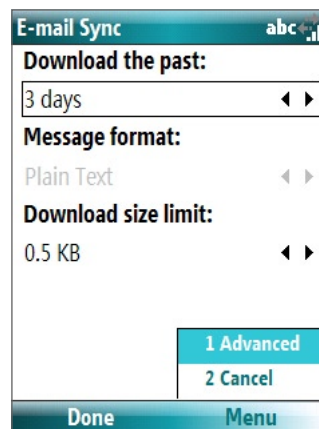 E-mail Sync abc
Download the past:
3 days
Message format:
Plain Text
Download size limit:
0.5 KB
1 Advanced
2 Cancel
Done Menu